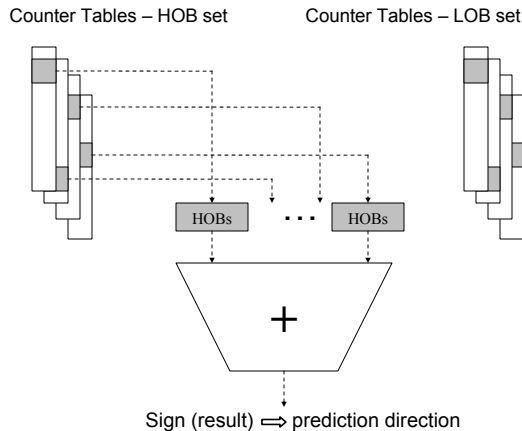 Counter Tables – HOB set
Counter Tables – LOB set
HOBs ... HOBs
+
Sign (result) ⇨ prediction direction